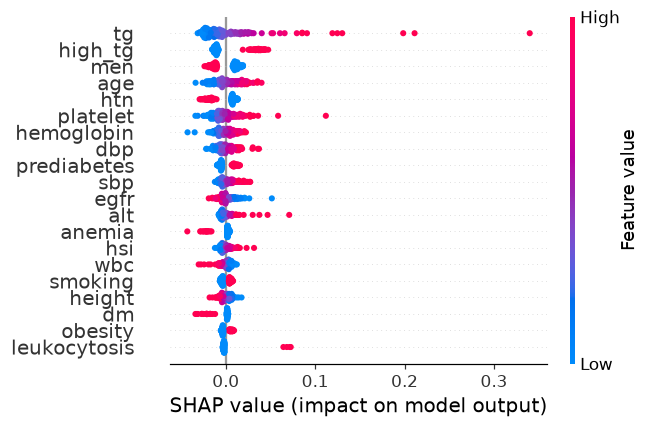 High
tg
high_tg
men
age
htn
platelet
hemoglobin
dbp
prediabetes
sbp
egfr
alt
anemia
hsi
wbc
smoking
height
dm
obesity
leukocytosis
Low
Feature value
0.0 0.1 0.2 0.3
SHAP value (impact on model output)